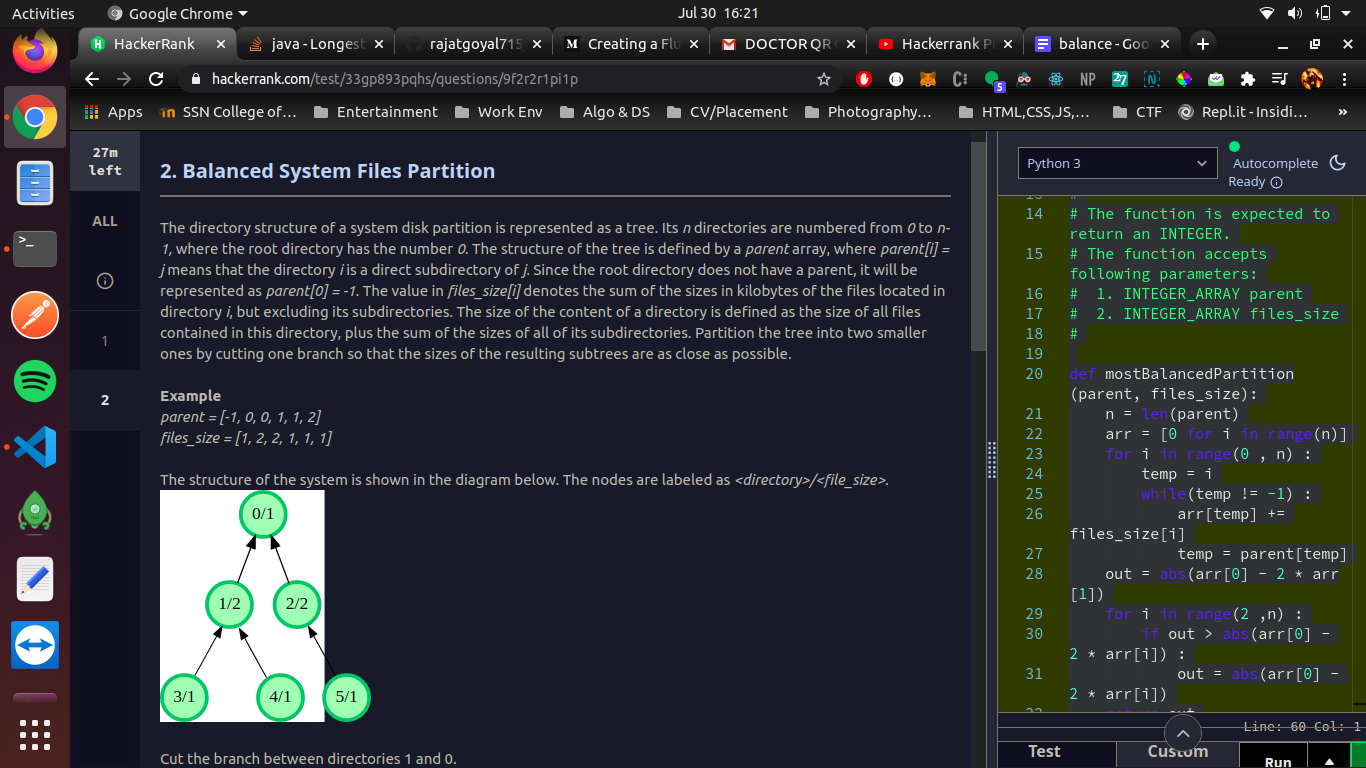 Activities
Google Chrome
Jul 30 16:21
HackerRank
java - Longest
rajatgoyal715
Creating a Flu
DOCTOR QR
Hackerrank P
balance - Goo
hackerrank.com/test/33gp893pqhs/questions/9f2r2r1pi1p
5
NP
27
Apps
SSN College of...
Entertainment
Work Env
Algo & DS
CV/Placement
Photography...
HTML,CSS,JS,...
CTF
Repl.it - Insidi...
»
27m
left
ALL
1
2
2. Balanced System Files Partition
The directory structure of a system disk partition is represented as a tree. Its n directories are numbered from 0 to n-
1, where the root directory has the number 0. The structure of the tree is defined by a parent array, where parent[i] =
j means that the directory i is a direct subdirectory of j. Since the root directory does not have a parent, it will be
represented as parent[0] = -1. The value in files_size[i] denotes the sum of the sizes in kilobytes of the files located in
directory i, but excluding its subdirectories. The size of the content of a directory is defined as the size of all files
contained in this directory, plus the sum of the sizes of all of its subdirectories. Partition the tree into two smaller
ones by cutting one branch so that the sizes of the resulting subtrees are as close as possible.
Example
parent = [-1, 0, 0, 1, 1, 2]
files_size = [1, 2, 2, 1, 1, 1]
The structure of the system is shown in the diagram below. The nodes are labeled as <directory>/<file_size>.
0/1
1/2
2/2
3/1
4/1
5/1
Cut the branch between directories 1 and 0.
Python 3
Autocomplete
Ready
14 # The function is expected to
return an INTEGER.
15 # The function accepts
following parameters:
16 #  1. INTEGER_ARRAY parent
17 #  2. INTEGER_ARRAY files_size
18 #
19
20 def mostBalancedPartition
(parent, files_size):
21 n = len(parent)
22 arr = [0 for i in range(n)]
23 for i in range(0 , n) :
24 temp = i
25 while(temp != -1) :
26 arr[temp] +=
files_size[i]
27 temp = parent[temp]
28 out = abs(arr[0] - 2 * arr
[1])
29 for i in range(2 ,n) :
30 if out > abs(arr[0] -
2 * arr[i]) :
31 out = abs(arr[0] -
2 * arr[i])
Line: 60 Col: 1
Test
Custom
Run